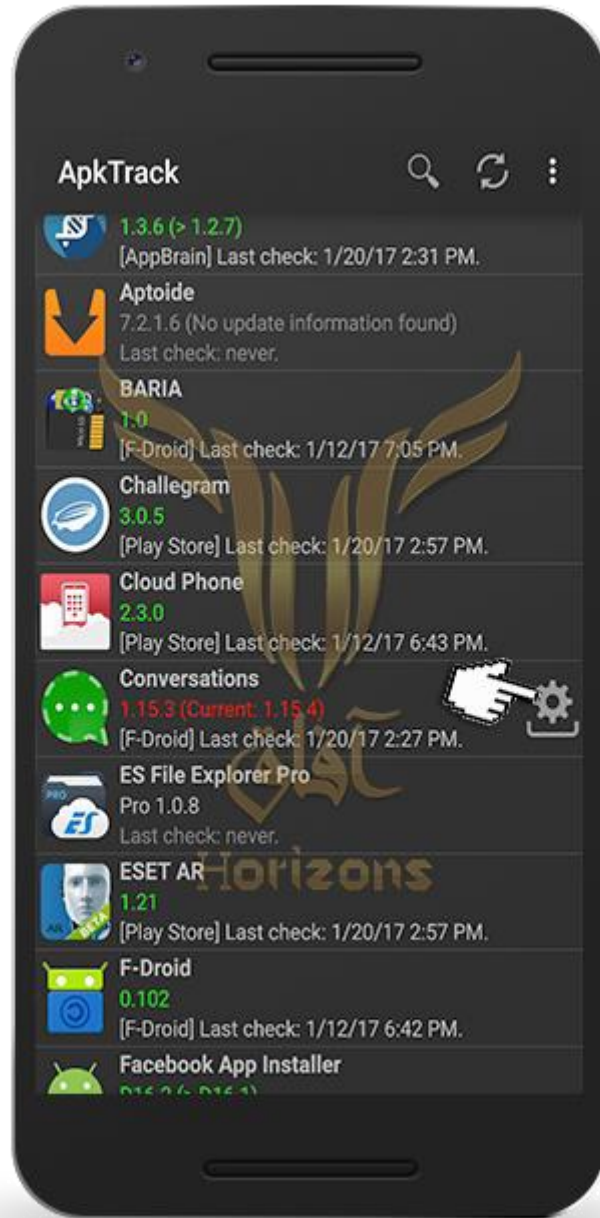 ApkTrack
1.3.6 (> 1.2.7)
[AppBrain] Last check: 1/20/17 2:31 PM.
Aptoide
7.2.1.6 (No update information found)
Last check: never.
BARIA
1.0
[F-Droid] Last check: 1/12/17 7:05 PM.
Challegram
3.0.5
[Play Store] Last check: 1/20/17 2:57 PM.
Cloud Phone
2.3.0
[Play Store] Last check: 1/12/17 6:43 PM.
Conversations
1.15.3 (Current: 1.15.4)
[F-Droid] Last check: 1/20/17 2:27 PM.
آفاق
PRO
ES
ES File Explorer Pro
Pro 1.0.8
Last check: never.
Horizons
AR
BETA
ESET AR
1.21
[Play Store] Last check: 1/20/17 2:57 PM.
F-Droid
0.102
[F-Droid] Last check: 1/12/17 6:42 PM.
Facebook App Installer